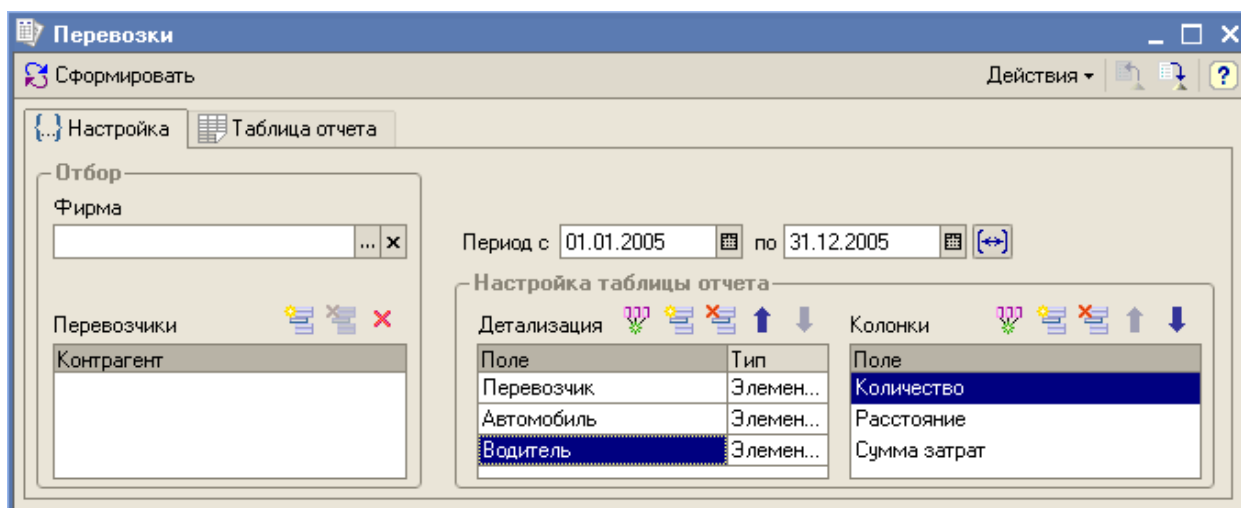 Перевозки
Сформировать
Действия
{...} Настройка Таблица отчета
Отбор
Фирма
... x
Период с 01.01.2005 по 31.12.2005
Настройка таблицы отчета
Перевозчики
Контрагент
Детализация
Поле Тип
Перевозчик Элемен...
Автомобиль Элемен...
Водитель Элемен...
Колонки
Поле
Количество
Расстояние
Сумма затрат